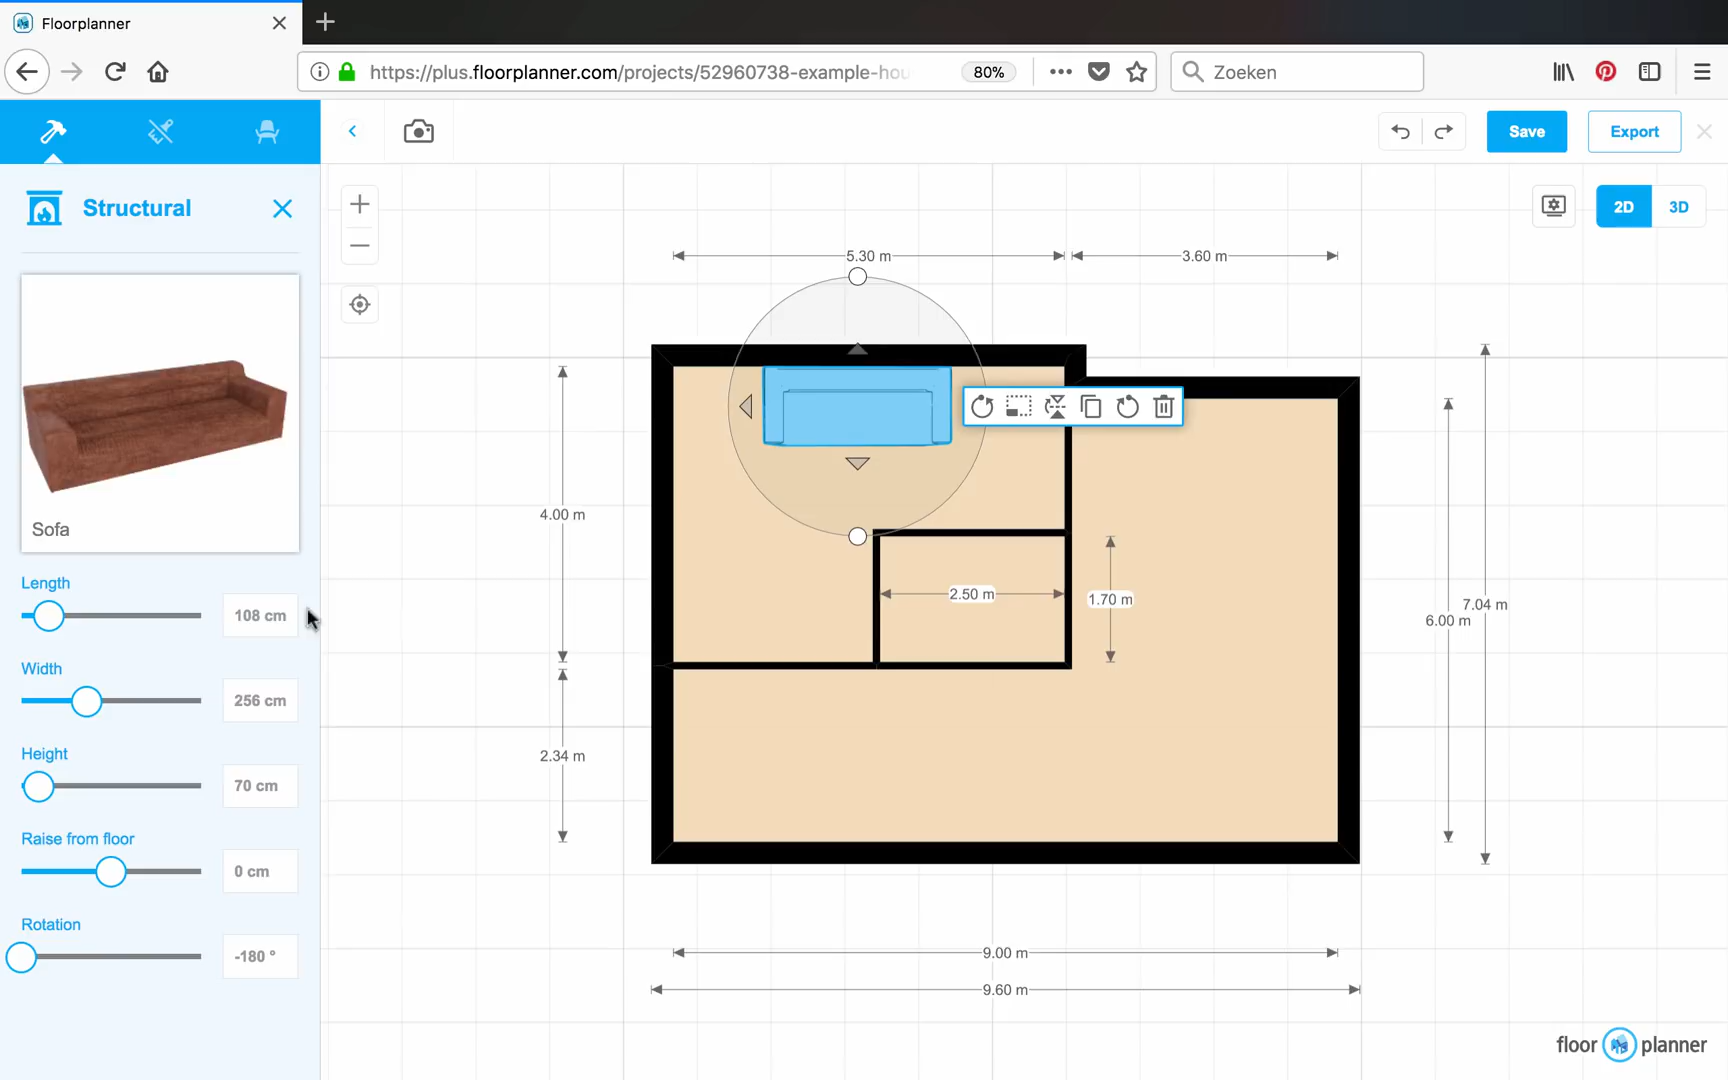 Floorplanner
https://plus.floorplanner.com/projects/52960738-example-hou
80%
Zoeken
Save
Export
Structural
2D
3D
5.30 m
3.60 m
Sofa
4.00 m
2.50 m
1.70 m
7.04 m
6.00 m
Length
108 cm
Width
256 cm
Height
70 cm
2.34 m
Raise from floor
0 cm
Rotation
-180 °
9.00 m
9.60 m
floor planner